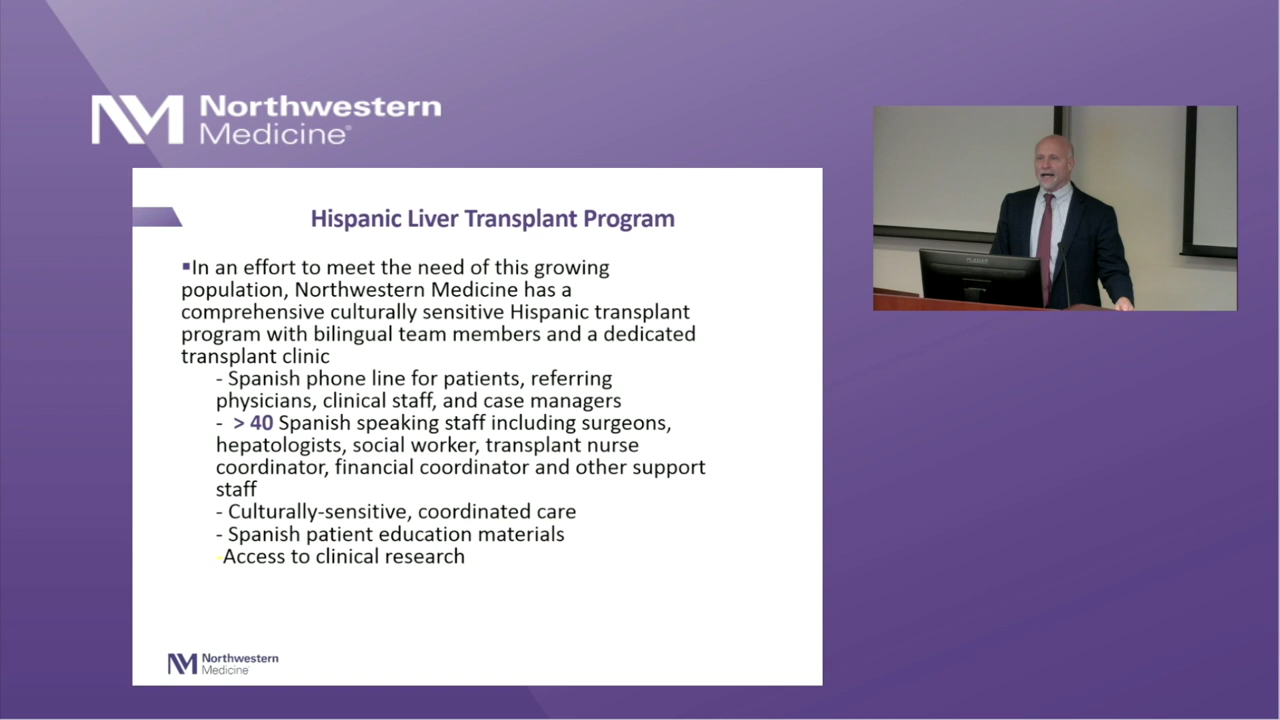 Northwestern
Medicine®
Hispanic Liver Transplant Program
▪In an effort to meet the need of this growing
population, Northwestern Medicine has a
comprehensive culturally sensitive Hispanic transplant
program with bilingual team members and a dedicated
transplant clinic
- Spanish phone line for patients, referring
physicians, clinical staff, and case managers
- > 40 Spanish speaking staff including surgeons,
hepatologists, social worker, transplant nurse
coordinator, financial coordinator and other support
staff
- Culturally-sensitive, coordinated care
- Spanish patient education materials
-Access to clinical research
Northwestern
Medicine